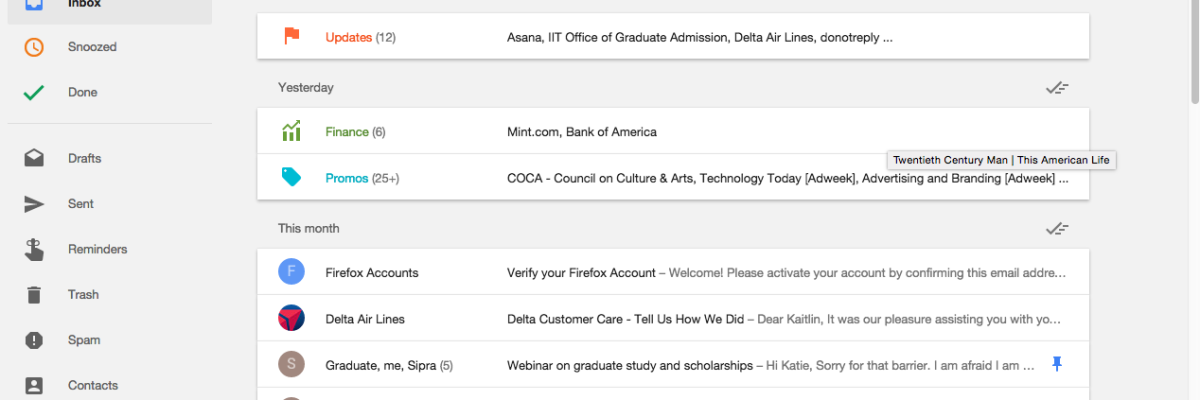 Inbox
Snoozed
Done
Drafts
Sent
Reminders
Trash
Spam
Contacts
Updates (12) Asana, IIT Office of Graduate Admission, Delta Air Lines, donotreply ...
Yesterday
Finance (6) Mint.com, Bank of America
Twentieth Century Man | This American Life
Promos (25+) COCA - Council on Culture & Arts, Technology Today [Adweek], Advertising and Branding [Adweek] ...
This month
F Firefox Accounts Verify your Firefox Account – Welcome! Please activate your account by confirming this email addre...
Delta Air Lines Delta Customer Care - Tell Us How We Did – Dear Kaitlin, It was our pleasure assisting you with yo...
S Graduate, me, Sipra (5) Webinar on graduate study and scholarships – Hi Katie, Sorry for that barrier. I am afraid I am ...